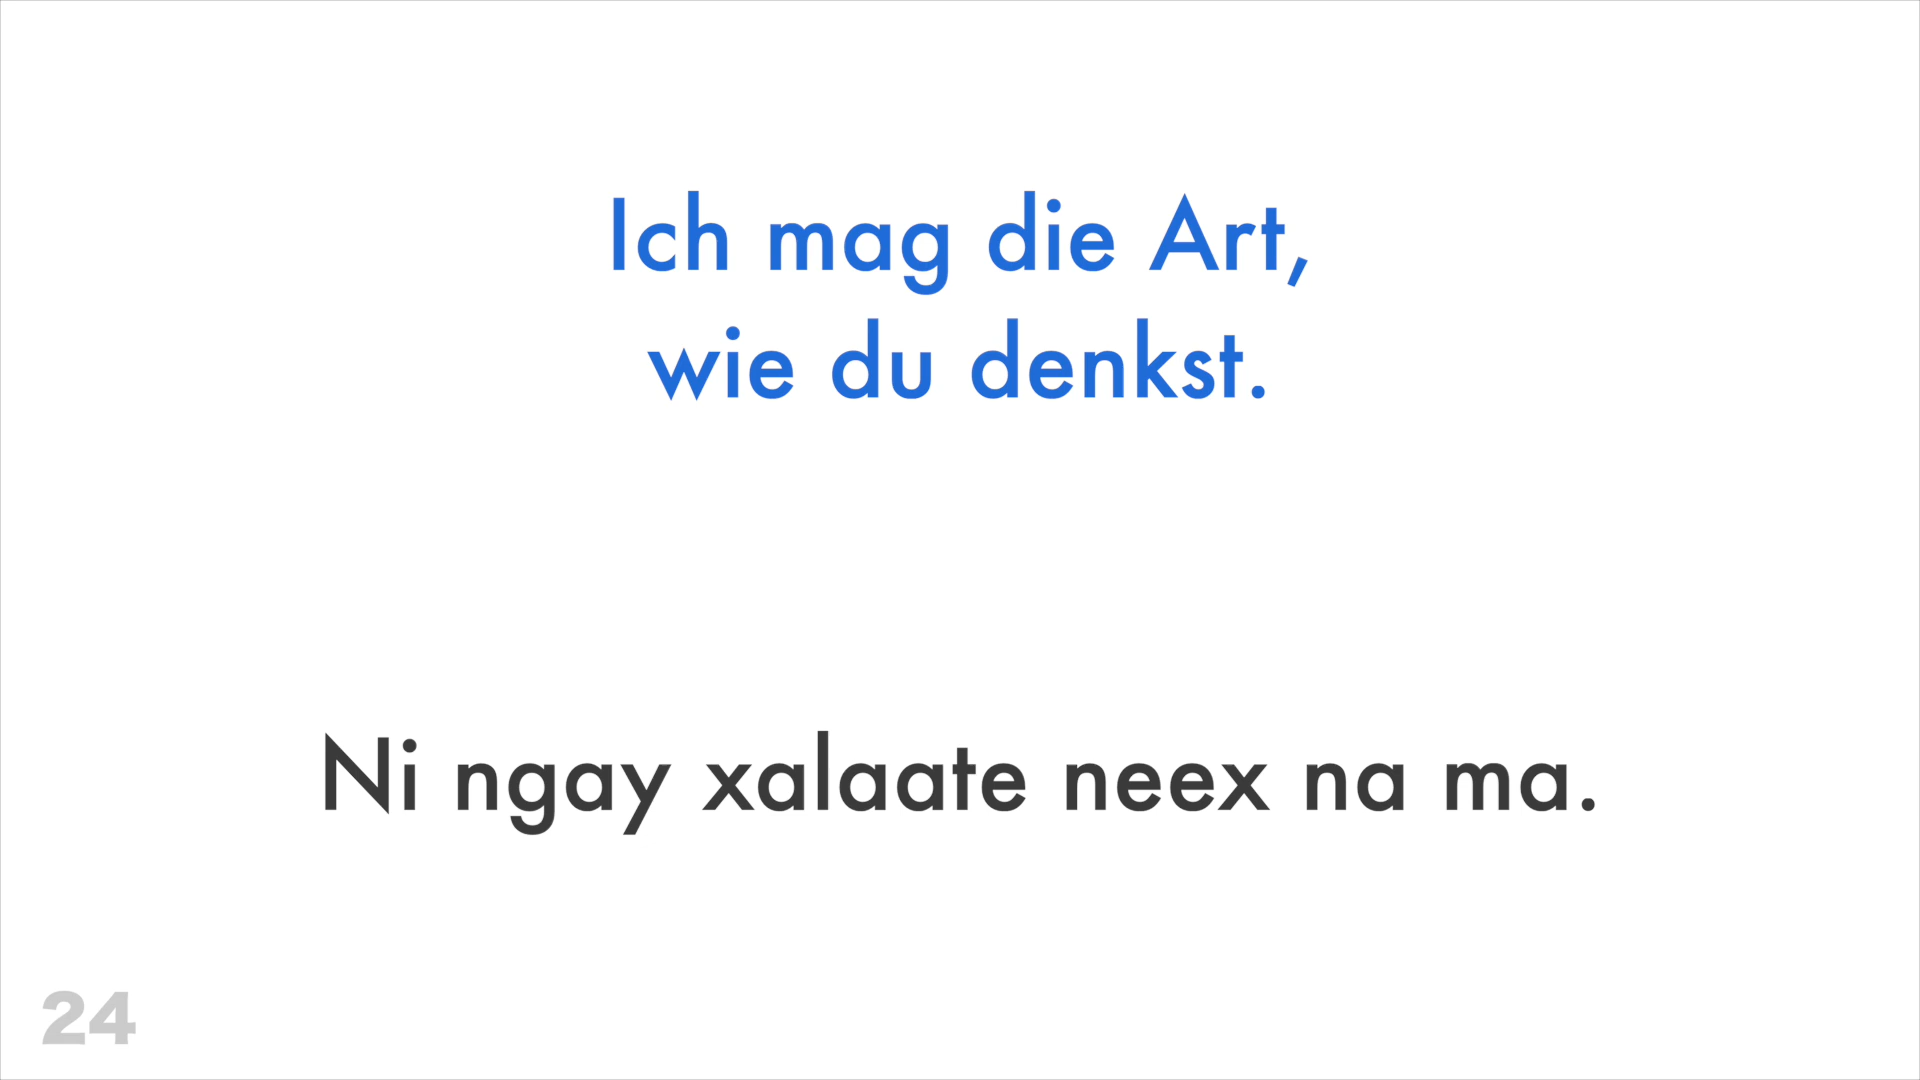 Ich mag die Art,
wie du denkst.
Ni ngay xalaate neex na ma.
24